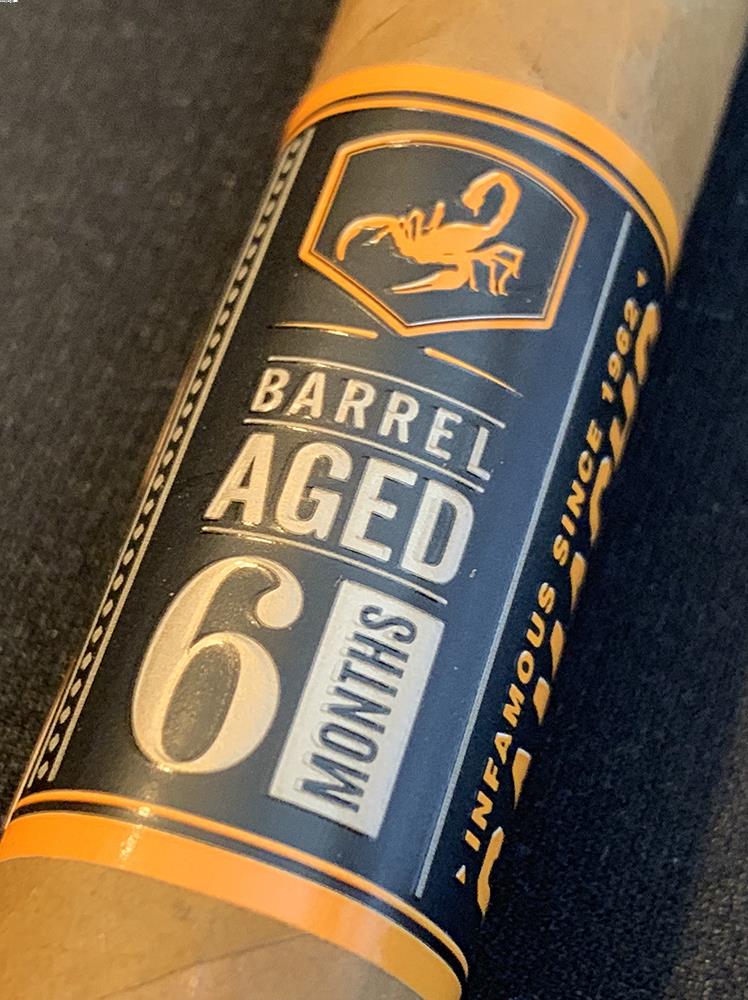 BARREL
AGED
6
MONTHS
INFAMOUS SINCE 1962